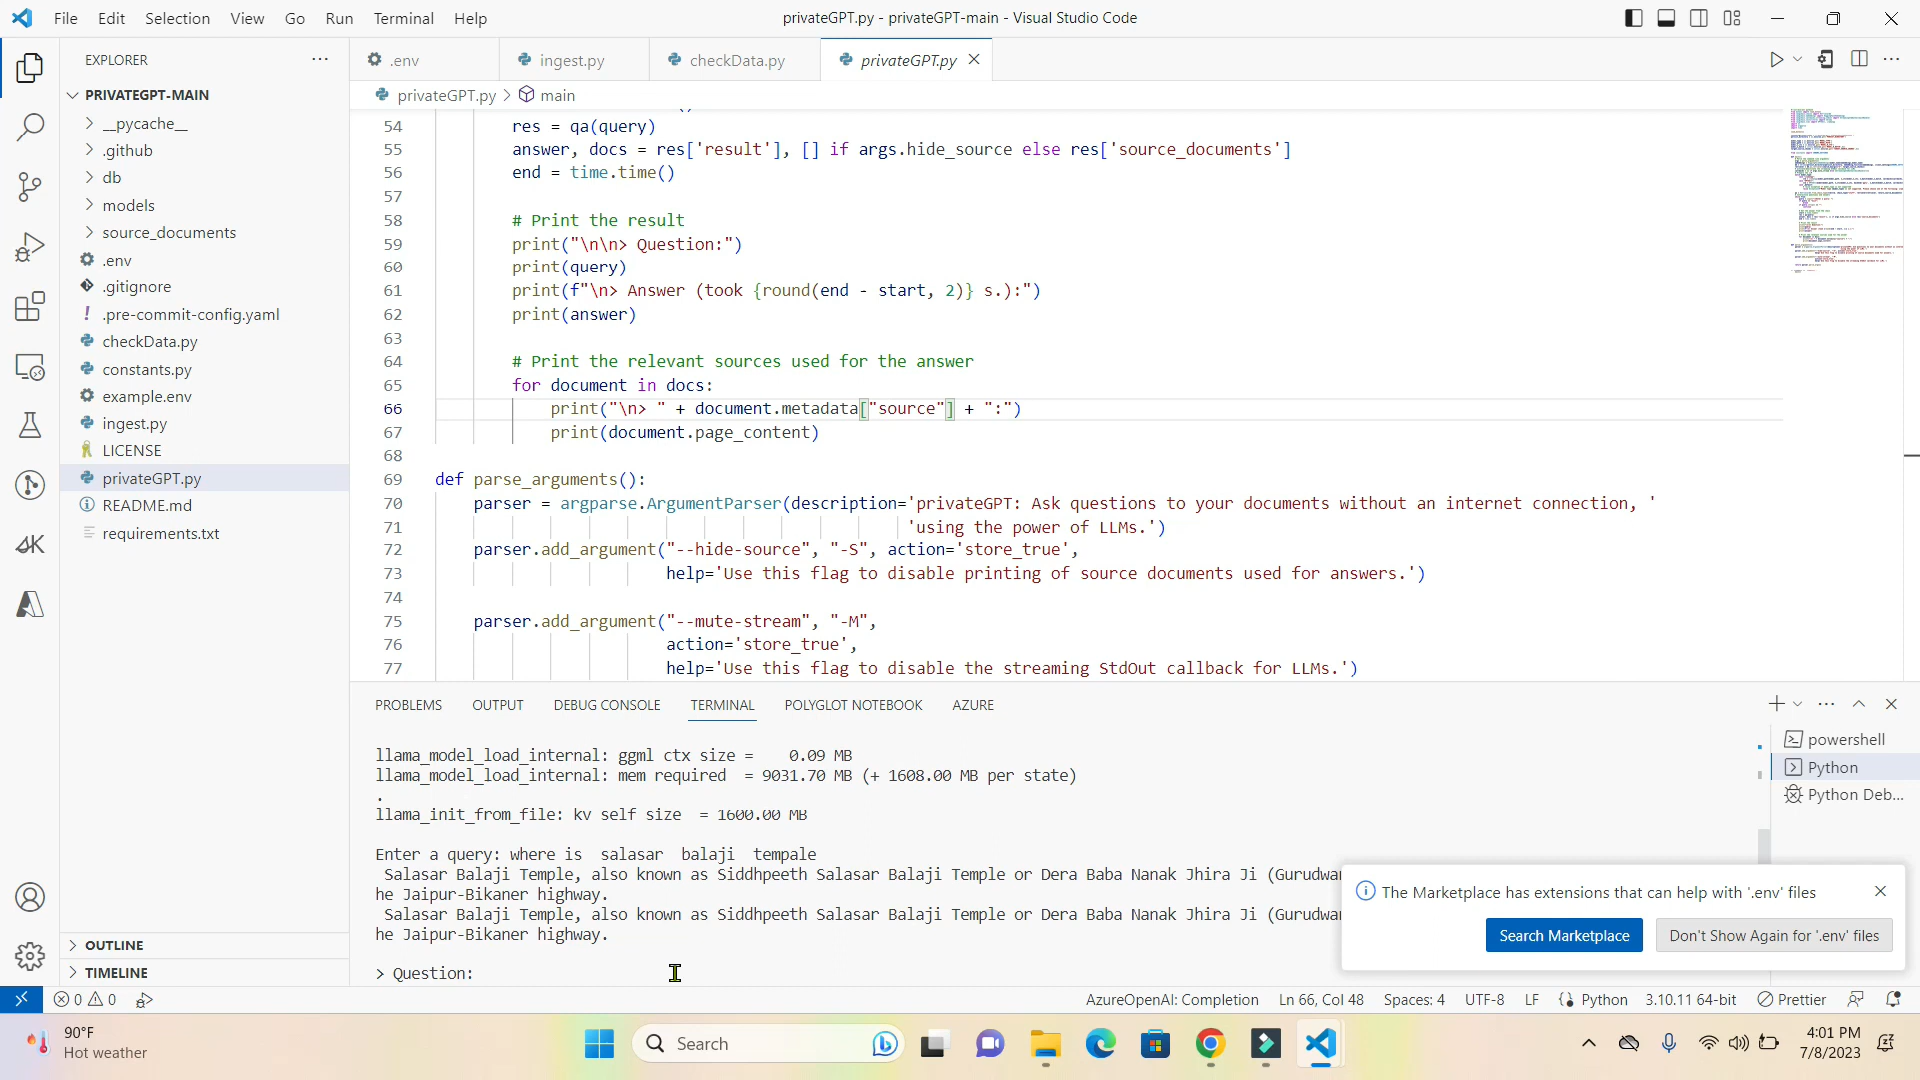 File Edit Selection View Go Run Terminal Help
privateGPT.py - privateGPT-main - Visual Studio Code
EXPLORER
PRIVATEGPT-MAIN
__pycache__
.github
db
models
source_documents
.env
.gitignore
.pre-commit-config.yaml
checkData.py
constants.py
example.env
ingest.py
LICENSE
privateGPT.py
README.md
requirements.txt
OUTLINE
TIMELINE
.env ingest.py checkData.py privateGPT.py
privateGPT.py > main
54 res = qa(query)
55 answer, docs = res['result'], [] if args.hide_source else res['source_documents']
56 end = time.time()
57
58 # Print the result
59 print("\n\n> Question:")
60 print(query)
61 print(f"\n> Answer (took {round(end - start, 2)} s.):")
62 print(answer)
63
64 # Print the relevant sources used for the answer
65 for document in docs:
66 print("\n> " + document.metadata["source"] + ":")
67 print(document.page_content)
68
69 def parse_arguments():
70 parser = argparse.ArgumentParser(description='privateGPT: Ask questions to your documents without an internet connection, '
71 'using the power of LLMs.')
72 parser.add_argument("--hide-source", "-S", action='store_true',
73 help='Use this flag to disable printing of source documents used for answers.')
74
75 parser.add_argument("--mute-stream", "-M",
76 action='store_true',
77 help='Use this flag to disable the streaming StdOut callback for LLMs.')
PROBLEMS OUTPUT DEBUG CONSOLE TERMINAL POLYGLOT NOTEBOOK AZURE
llama_model_load_internal: ggml ctx size = 0.09 MB
llama_model_load_internal: mem required = 9031.70 MB (+ 1608.00 MB per state)
.
llama_init_from_file: kv self size = 1600.00 MB
Enter a query: where is salasar balaji tempale
Salasar Balaji Temple, also known as Siddhpeeth Salasar Balaji Temple or Dera Baba Nanak Jhira Ji (Gurudwar
he Jaipur-Bikaner highway.
Salasar Balaji Temple, also known as Siddhpeeth Salasar Balaji Temple or Dera Baba Nanak Jhira Ji (Gurudwar
he Jaipur-Bikaner highway.
> Question:
powershell
Python
Python Deb...
The Marketplace has extensions that can help with '.env' files
Search Marketplace
Don't Show Again for '.env' files
0 0
AzureOpenAI: Completion Ln 66, Col 48 Spaces: 4 UTF-8 LF Python 3.10.11 64-bit Prettier
90°F
Hot weather
Search
4:01 PM
7/8/2023